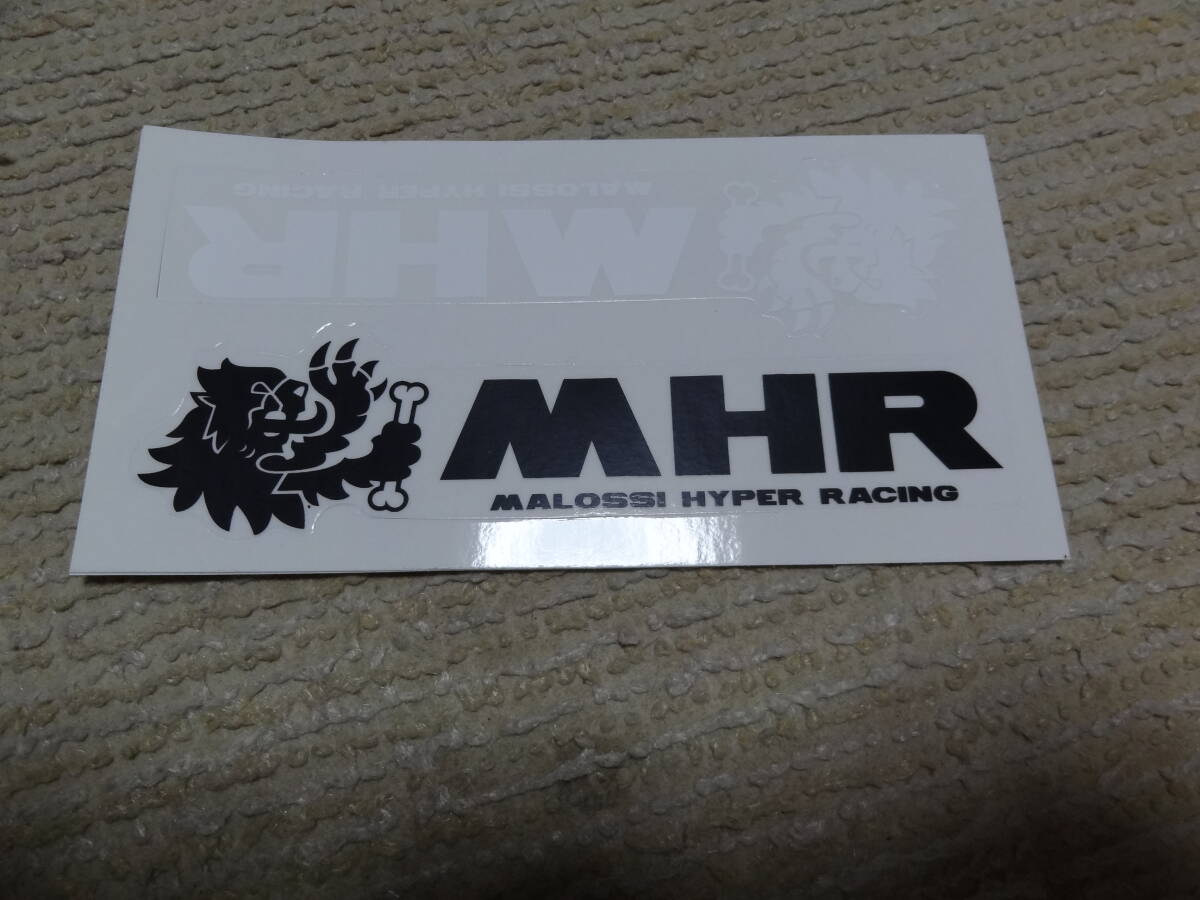 MALOSSI HYPER RACING
MHR
MHR
MALOSSI HYPER RACING